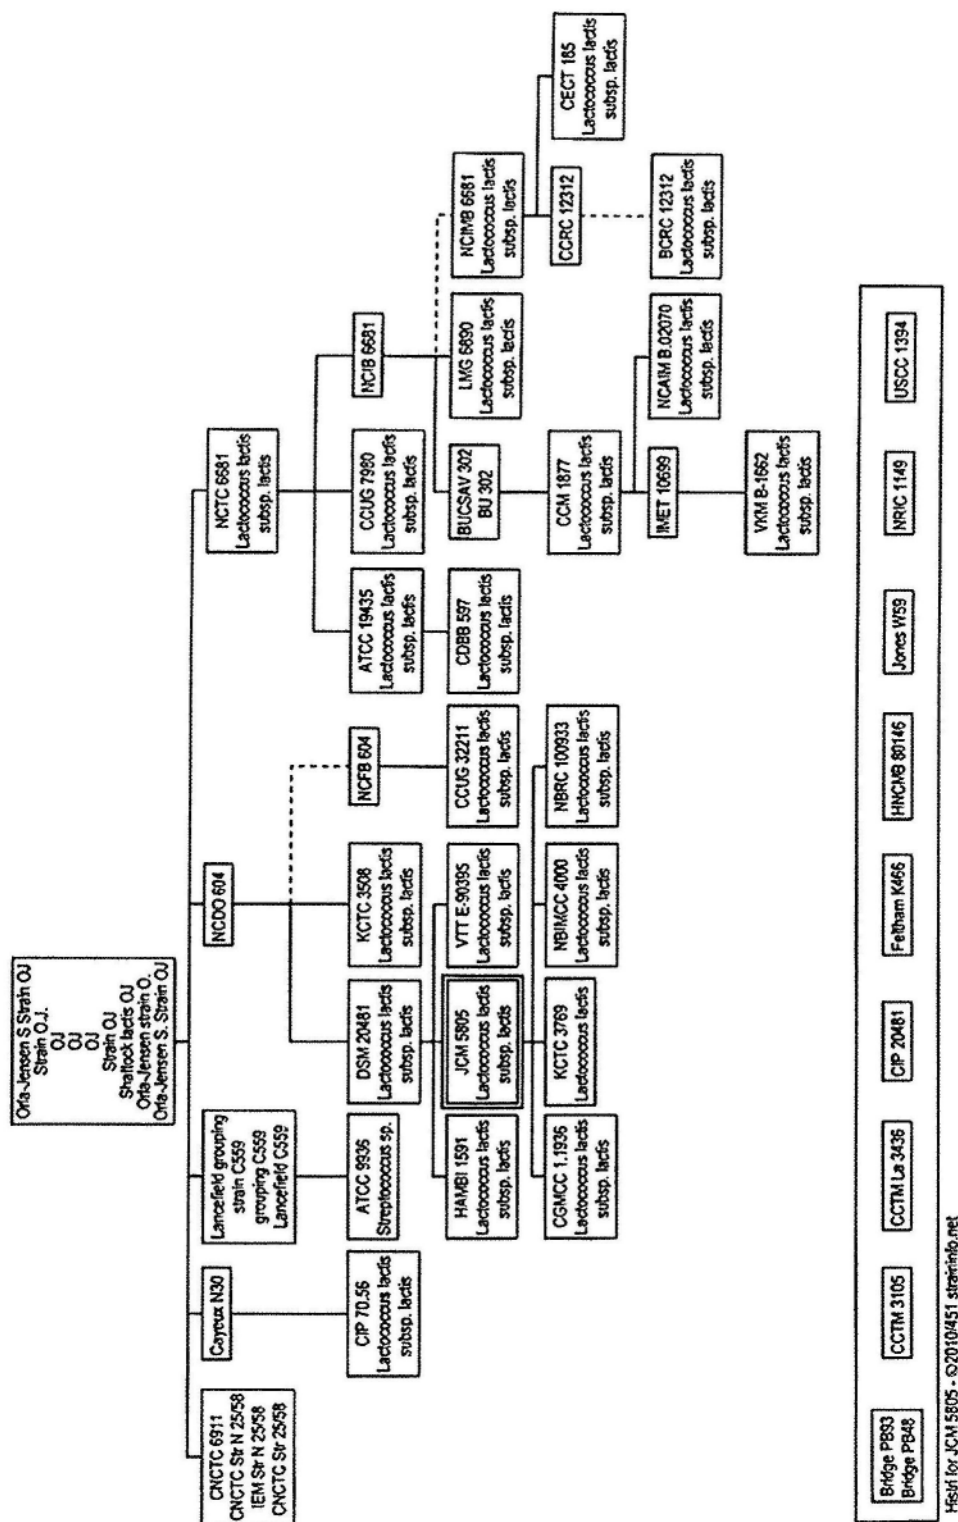 Orla-Jensen S Strain OJ
Strain O.J.
OJ
OJ
OJ
Strain OJ
Shattock lactis OJ
Orla-Jensen strain O.
Orla-Jensen S. Strain OJ
CNCTC 6911
CNCTC Str N 25/58
IEM Str N 25/58
CNCTC Str 25/58
Cayeux N30
Lancefield grouping
strain C559
grouping C559
Lancefield C559
NCDO 604
NCTC 6681
Lactococcus lactis
subsp. lactis
CIP 70.56
Lactococcus lactis
subsp. lactis
ATCC 9936
Streptococcus sp.
DSM 20481
Lactococcus lactis
subsp. lactis
KCTC 3508
Lactococcus lactis
subsp. lactis
NCFB 604
ATCC 19435
Lactococcus lactis
subsp. lactis
CCUG 7980
Lactococcus lactis
subsp. lactis
NCIB 6681
HAMBI 1591
Lactococcus lactis
subsp. lactis
JCM 5805
Lactococcus lactis
subsp. lactis
VTT E-90395
Lactococcus lactis
subsp. lactis
CCUG 32211
Lactococcus lactis
subsp. lactis
CDBB 597
Lactococcus lactis
subsp. lactis
BUCSAV 302
BU 302
LMG 6890
Lactococcus lactis
subsp. lactis
NCIMB 6681
Lactococcus lactis
subsp. lactis
CGMCC 1.1936
Lactococcus lactis
subsp. lactis
KCTC 3769
Lactococcus lactis
NBIMCC 4000
Lactococcus lactis
subsp. lactis
NBRC 100933
Lactococcus lactis
subsp. lactis
CCM 1877
Lactococcus lactis
subsp. lactis
CCRC 12312
CECT 185
Lactococcus lactis
subsp. lactis
IMET 10699
NCAIM B.02070
Lactococcus lactis
subsp. lactis
BCRC 12312
Lactococcus lactis
subsp. lactis
VKM B-1662
Lactococcus lactis
subsp. lactis
Bridge PB93
Bridge PB48
CCTM 3105
CCTM La 3436
CIP 20481
Feltham K466
HNCMB 80146
Jones W59
NRIC 1149
USCC 1394
Histri for JCM 5805 - ©2010/451 straininfo.net